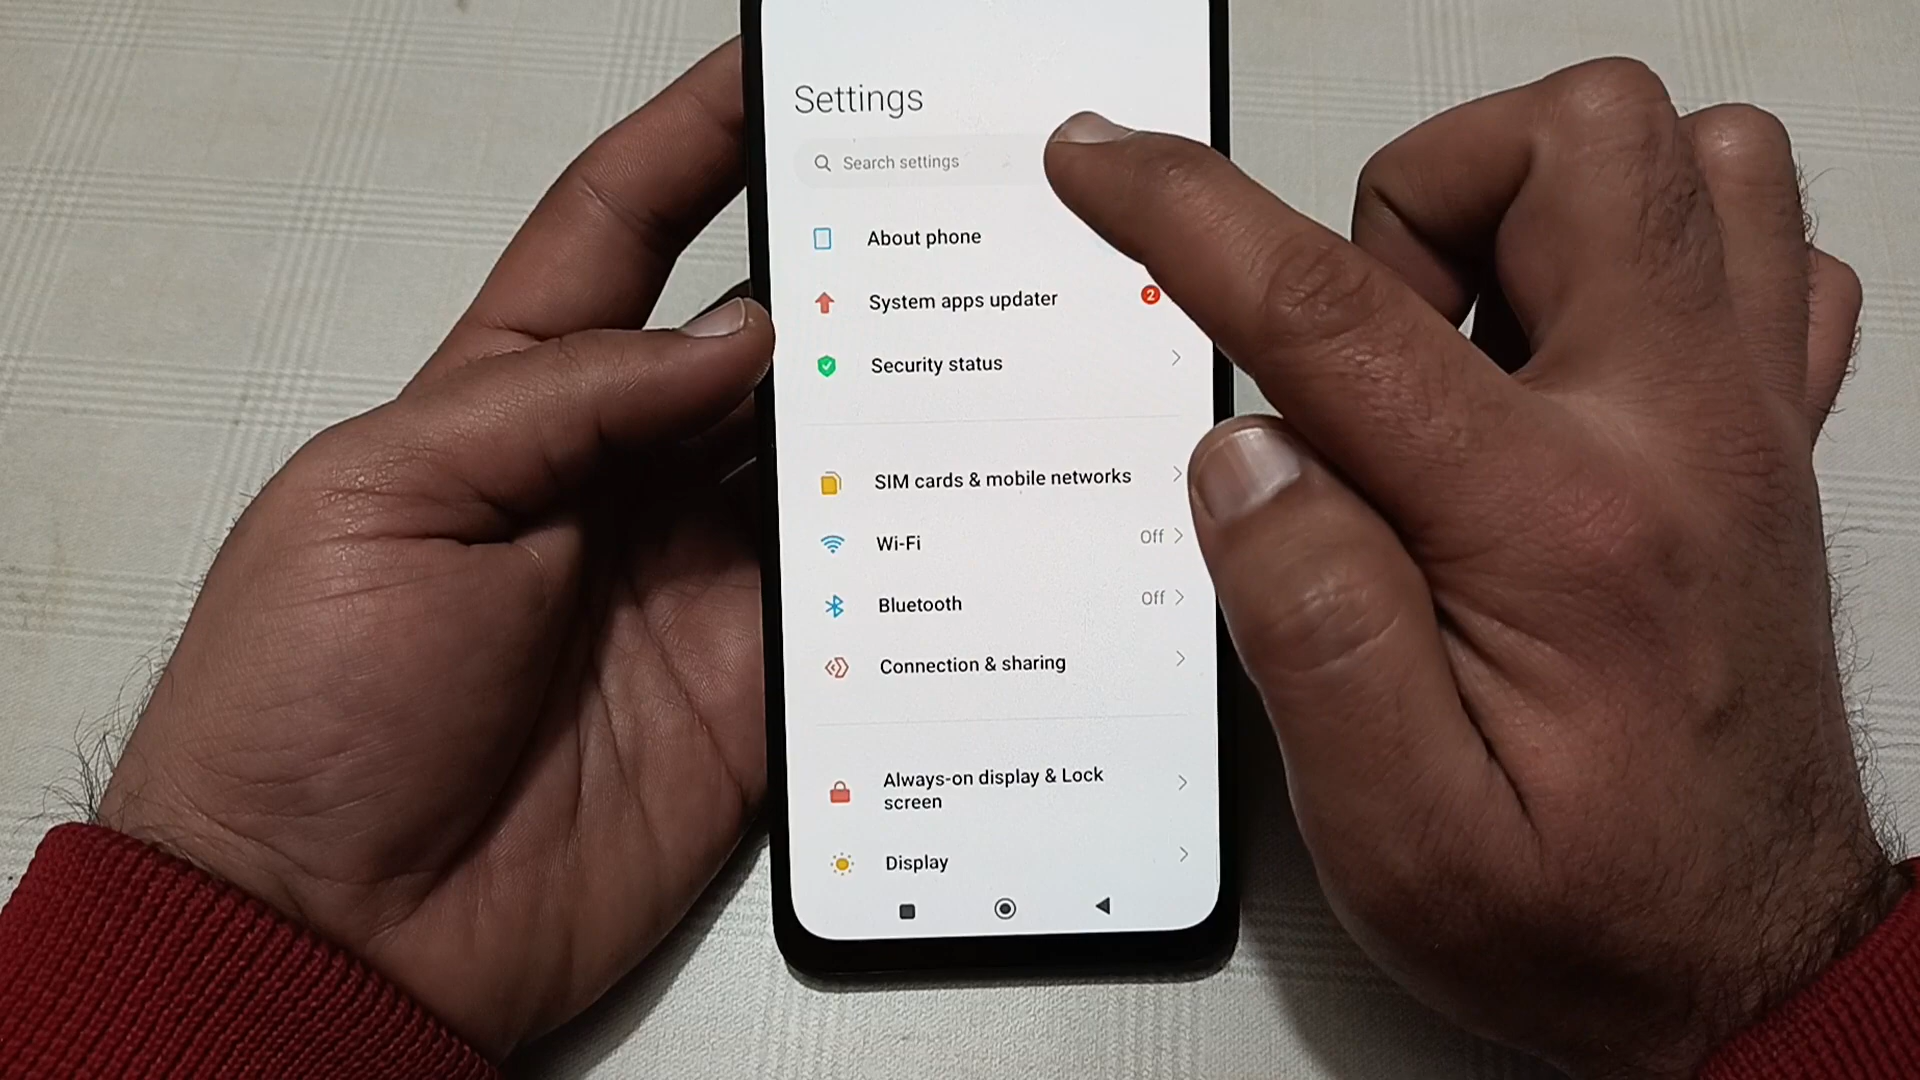 Settings
Search settings
About phone
System apps updater 2
Security status
SIM cards & mobile networks
Wi-Fi Off
Bluetooth Off
Connection & sharing
Always-on display & Lock
screen
Display